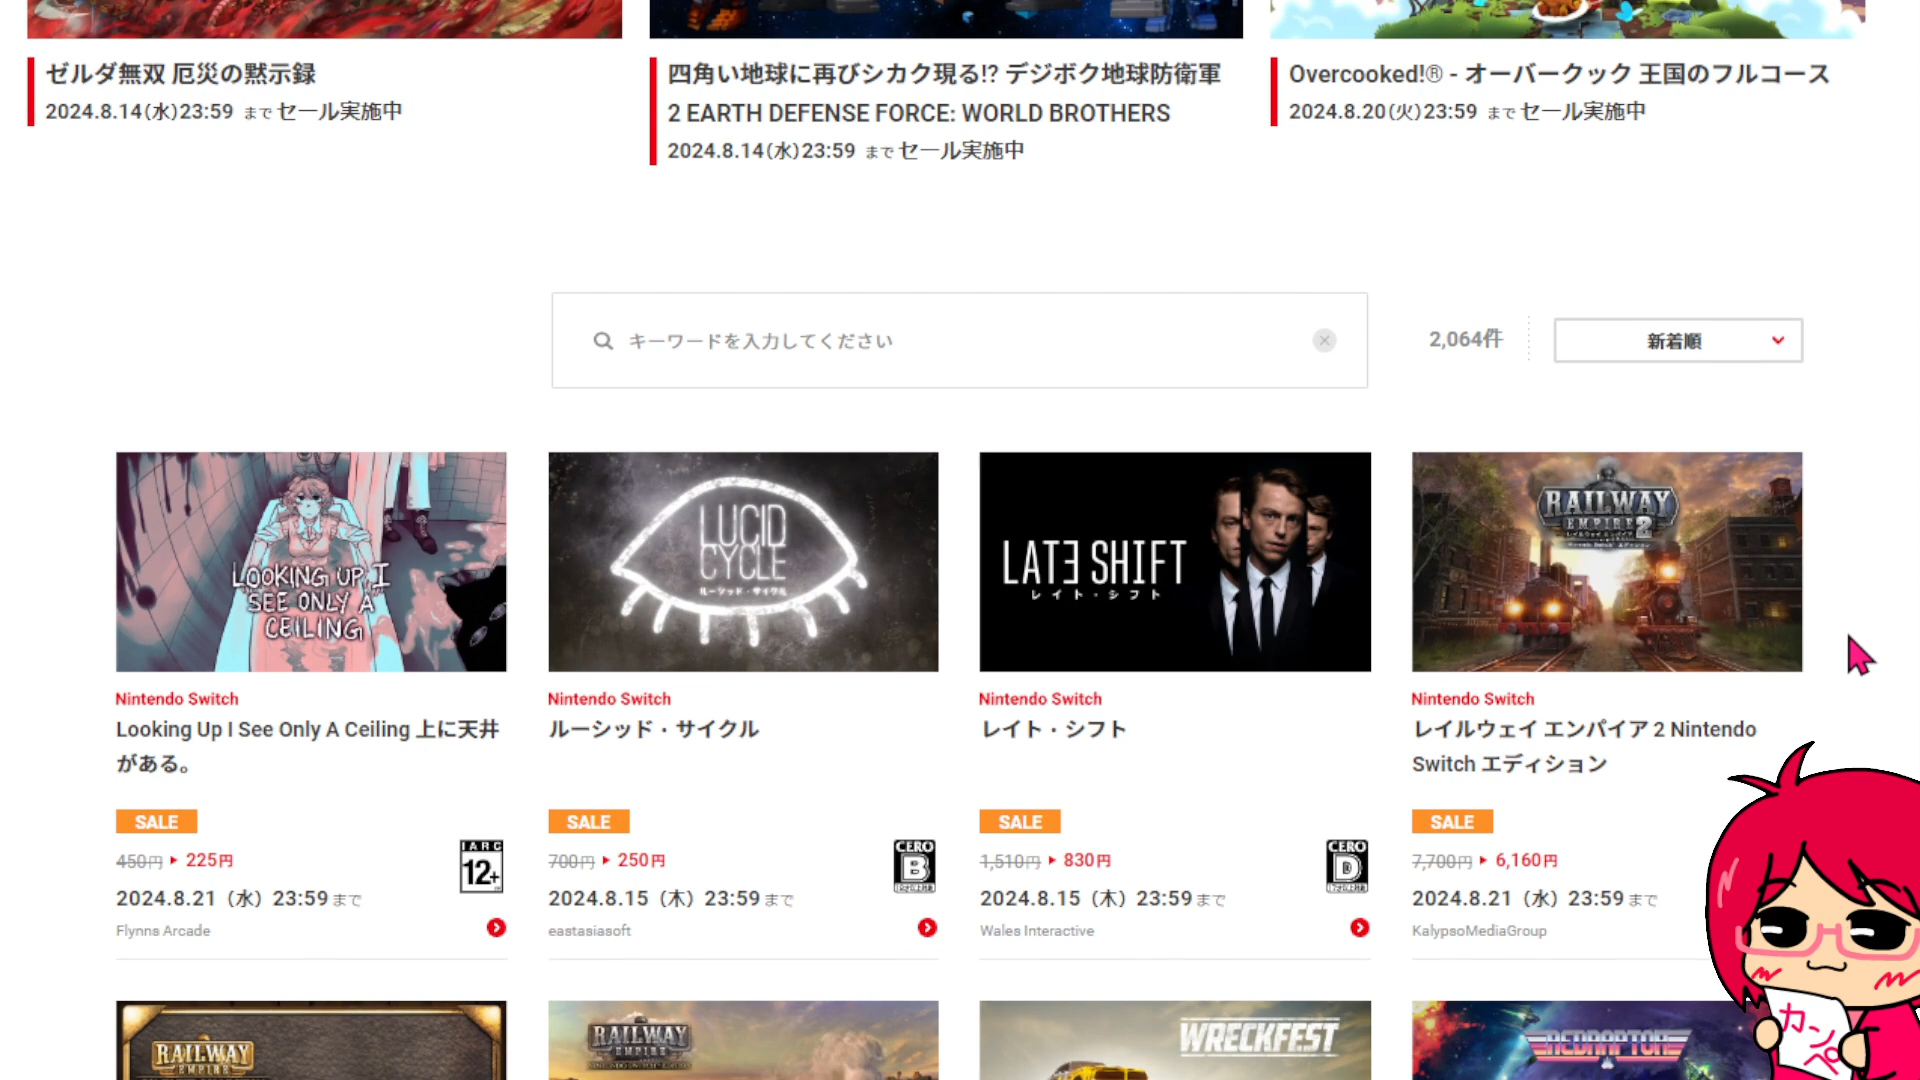 ゼルダ無双 厄災の黙示録
2024.8.14(水)23:59 まで セール実施中
四角い地球に再びシカク現る!? デジボク地球防衛軍
2 EARTH DEFENSE FORCE: WORLD BROTHERS
2024.8.14(水)23:59 まで セール実施中
Overcooked!® - オーバークック 王国のフルコース
2024.8.20(火)23:59 まで セール実施中
キーワードを入力してください
2,064件
新着順
LOOKING UP I
SEE ONLY A
CEILING
LUCID
CYCLE
ルーシッド・サイクル
LATE SHIFT
レイト・シフト
RAILWAY
EMPIRE 2
Nintendo Switch
Looking Up I See Only A Ceiling 上に天井
がある。
SALE
450円 ▶ 225円
IARC
12+
2024.8.21（水）23:59 まで
Flynns Arcade
Nintendo Switch
ルーシッド・サイクル
SALE
700円 ▶ 250円
CERO
B
2024.8.15（木）23:59 まで
eastasiasoft
Nintendo Switch
レイト・シフト
SALE
1,510円 ▶ 830円
CERO
D
2024.8.15（木）23:59 まで
Wales Interactive
Nintendo Switch
レイルウェイ エンパイア 2 Nintendo
Switch エディション
SALE
7,700円 ▶ 6,160円
2024.8.21（水）23:59 まで
KalypsoMediaGroup
RAILWAY
EMPIRE
RAILWAY
EMPIRE
WRECKFEST
REDRAPTOR
カンペ